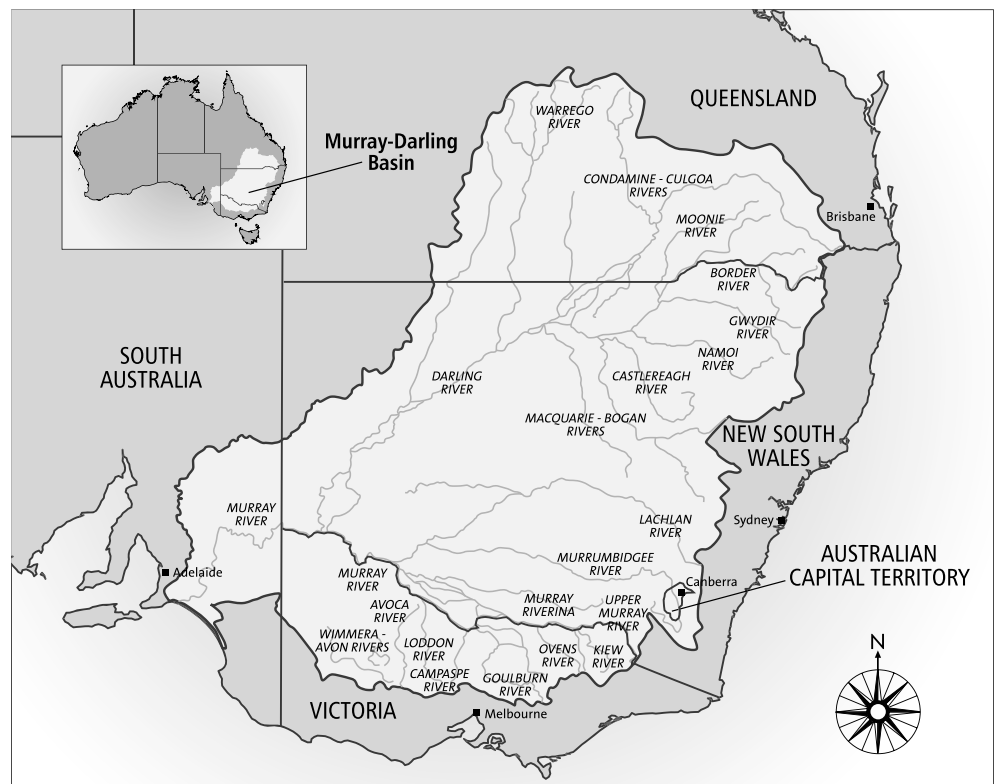 WARREGO
RIVER
QUEENSLAND
Murray-Darling
Basin
CONDAMINE - CULGOA
RIVERS
MOONIE
RIVER
Brisbane
BORDER
RIVER
GWYDIR
RIVER
SOUTH
AUSTRALIA
NAMOI
RIVER
DARLING
RIVER
CASTLEREAGH
RIVER
MACQUARIE - BOGAN
RIVERS
NEW SOUTH
WALES
MURRAY
RIVER
LACHLAN
RIVER
Sydney
MURRUMBIDGEE
RIVER
AUSTRALIAN
CAPITAL TERRITORY
Adelaide
MURRAY
RIVER
Canberra
AVOCA
RIVER
MURRAY
RIVERINA
UPPER
MURRAY
RIVER
WIMMERA -
AVON RIVERS
LODDON
RIVER
OVENS
RIVER
KIEW
RIVER
CAMPASPE
RIVER
GOULBURN
RIVER
VICTORIA
Melbourne
N